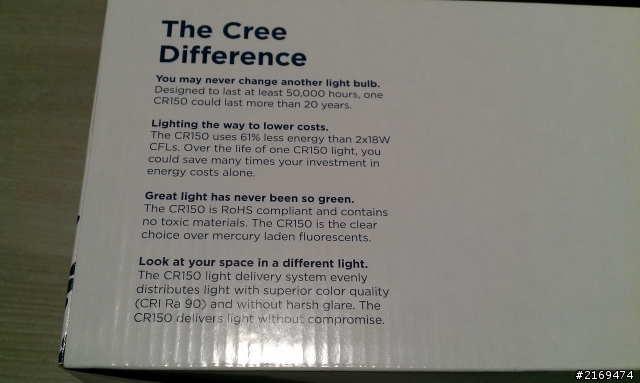 The Cree
Difference
You may never change another light bulb.
Designed to last at least 50,000 hours, one
CR150 could last more than 20 years.
Lighting the way to lower costs.
The CR150 uses 61% less energy than 2x18W
CFLs. Over the life of one CR150 light, you
could save many times your investment in
energy costs alone.
Great light has never been so green.
The CR150 is RoHS compliant and contains
no toxic materials. The CR150 is the clear
choice over mercury laden fluorescents.
Look at your space in a different light.
The CR150 light delivery system evenly
distributes light with superior color quality
(CRI Ra 90) and without harsh glare. The
CR150 delivers light without compromise.
#2169474